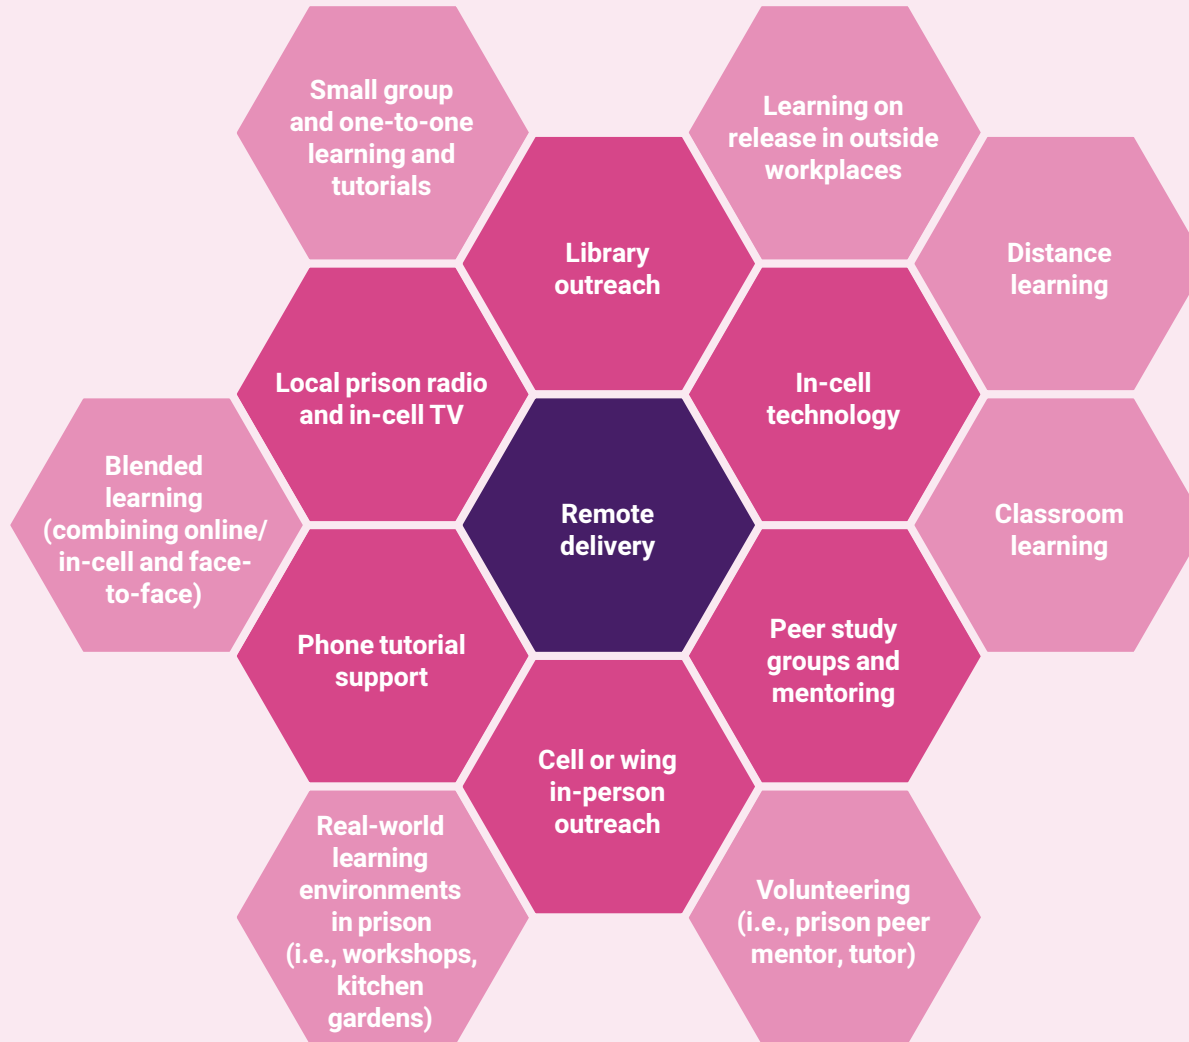 Small group
and one-to-one
learning and
tutorials
Learning on
release in outside
workplaces
Library
outreach
Distance
learning
Local prison radio
and in-cell TV
In-cell
technology
Blended
learning
(combining online/
in-cell and face-
to-face)
Remote
delivery
Classroom
learning
Phone tutorial
support
Peer study
groups and
mentoring
Cell or wing
in-person
outreach
Real-world
learning
environments
in prison
(i.e., workshops,
kitchen
gardens)
Volunteering
(i.e., prison peer
mentor, tutor)